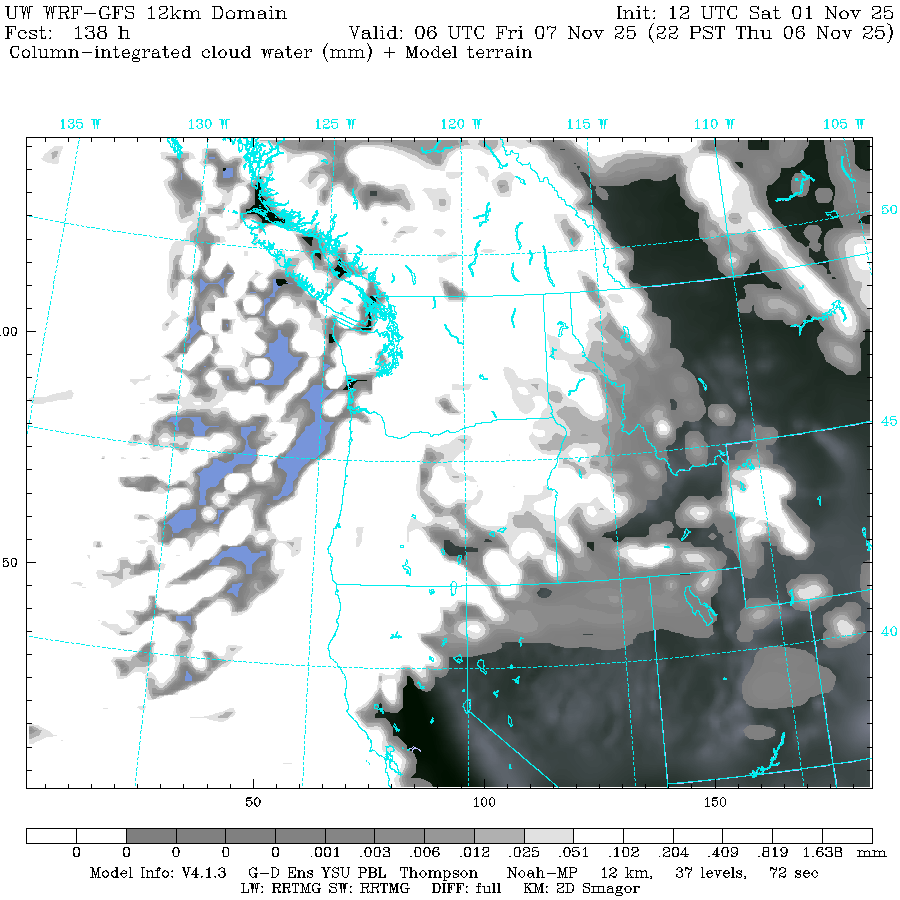 UW WRF-GFS 12km Domain Init: 12 UTC Sat 01 Nov 25
Fcst: 138 h Valid: 06 UTC Fri 07 Nov 25 (22 PST Thu 06 Nov 25)
Column-integrated cloud water (mm) + Model terrain
135 W 130 W 125 W 120 W 115 W 110 W 105 W
50
00
45
50
40
50 100 150
0 0 0 0 .001 .003 .006 .012 .025 .051 .102 .204 .409 .819 1.638 mm
Model Info: V4.1.3 G-D Ens YSU PBL Thompson Noah-MP 12 km, 37 levels, 72 sec
LW: RRTMG SW: RRTMG DIFF: full KM: 2D Smagor